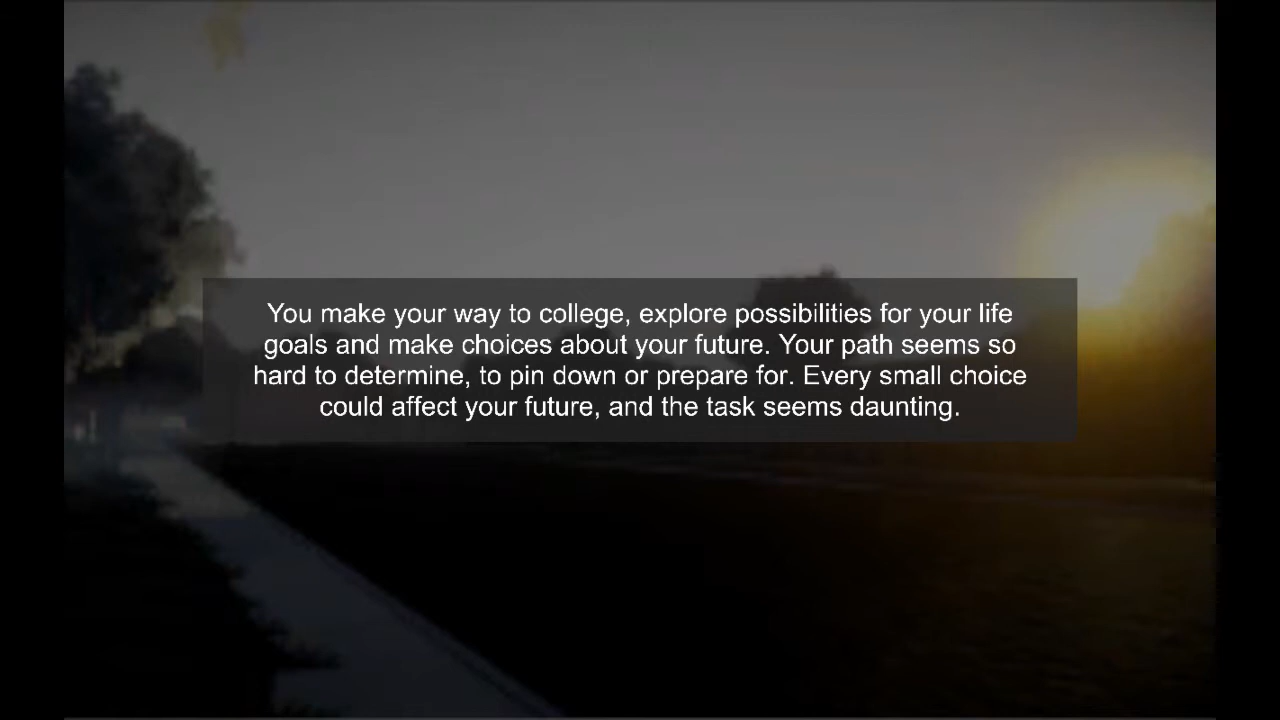 You make your way to college, explore possibilities for your life
goals and make choices about your future. Your path seems so
hard to determine, to pin down or prepare for. Every small choice
could affect your future, and the task seems daunting.